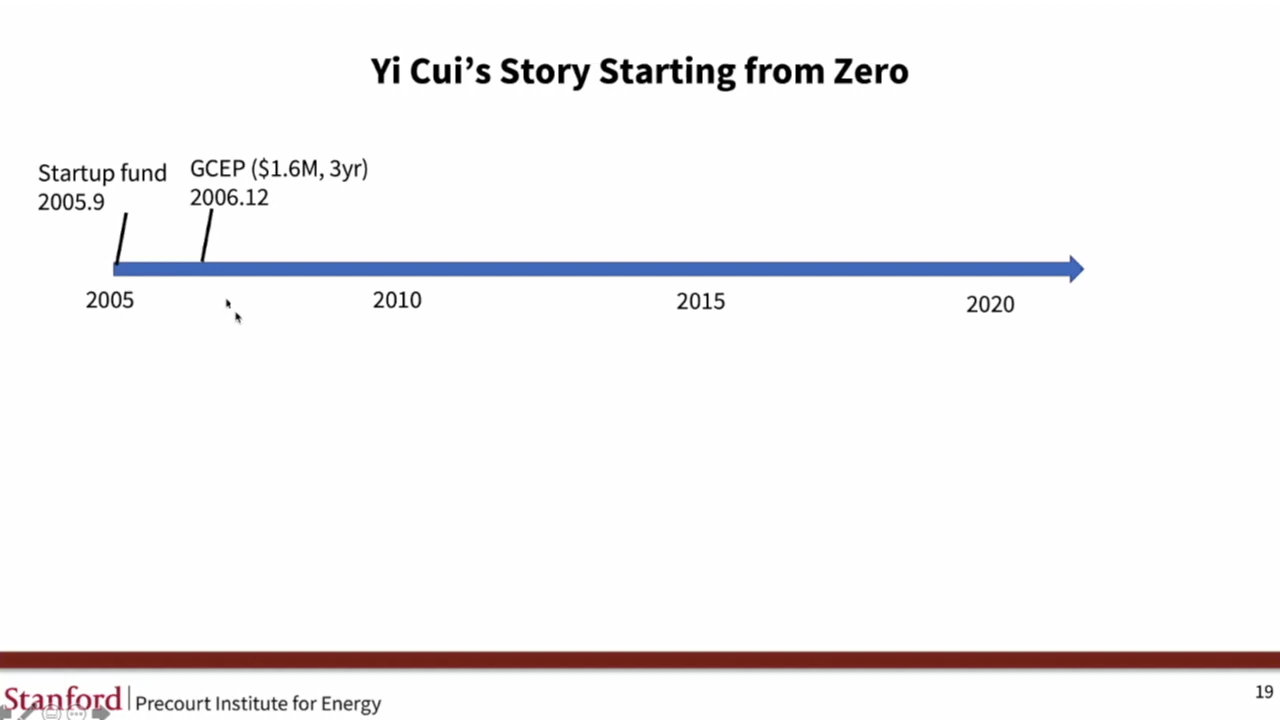 Yi Cui’s Story Starting from Zero
Startup fund
2005.9
GCEP ($1.6M, 3yr)
2006.12
2005
2010
2015
2020
Stanford
Precourt Institute for Energy
19